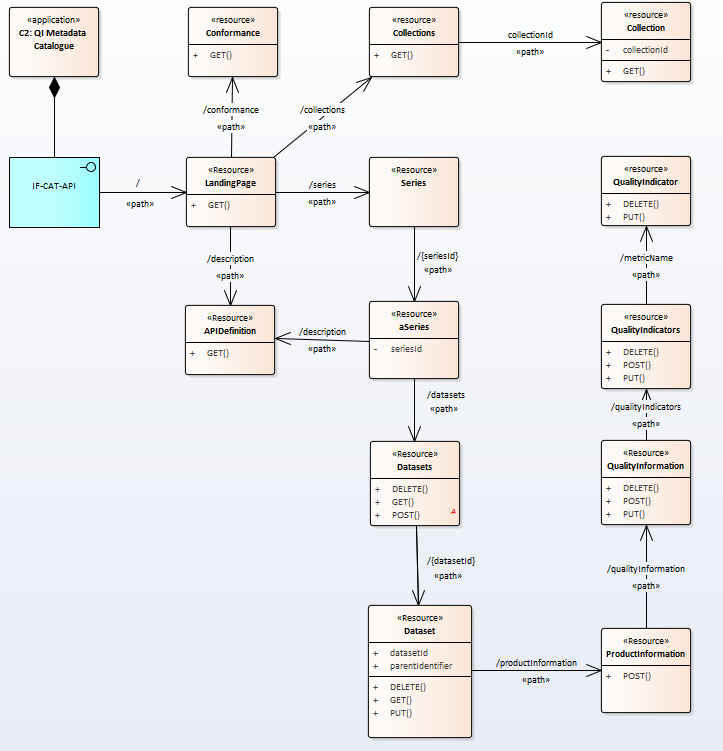 «application»
C2: QI Metadata
Catalogue
«resource»
Conformance
+ GET()
«resource»
Collections
+ GET()
collectionId
«path»
«resource»
Collection
- collectionId
+ GET()
/conformance
«path»
/collections
«path»
IF-CAT-API
/
«path»
«Resource»
LandingPage
+ GET()
/series
«path»
«Resource»
Series
«resource»
QualityIndicator
+ DELETE()
+ PUT()
/description
«path»
/{seriesId}
«path»
/metricName
«path»
«Resource»
APIDefinition
+ GET()
/description
«path»
«Resource»
aSeries
- seriesId
«resource»
QualityIndicators
+ DELETE()
+ POST()
+ PUT()
/datasets
«path»
/qualityIndicators
«path»
«Resource»
Datasets
+ DELETE()
+ GET()
+ POST()
A
«Resource»
QualityInformation
+ DELETE()
+ POST()
+ PUT()
/{datasetId}
«path»
/qualityInformation
«path»
«Resource»
Dataset
+ datasetId
+ parentIdentifier
+ DELETE()
+ GET()
+ PUT()
/productInformation
«path»
«Resource»
ProductInformation
+ POST()